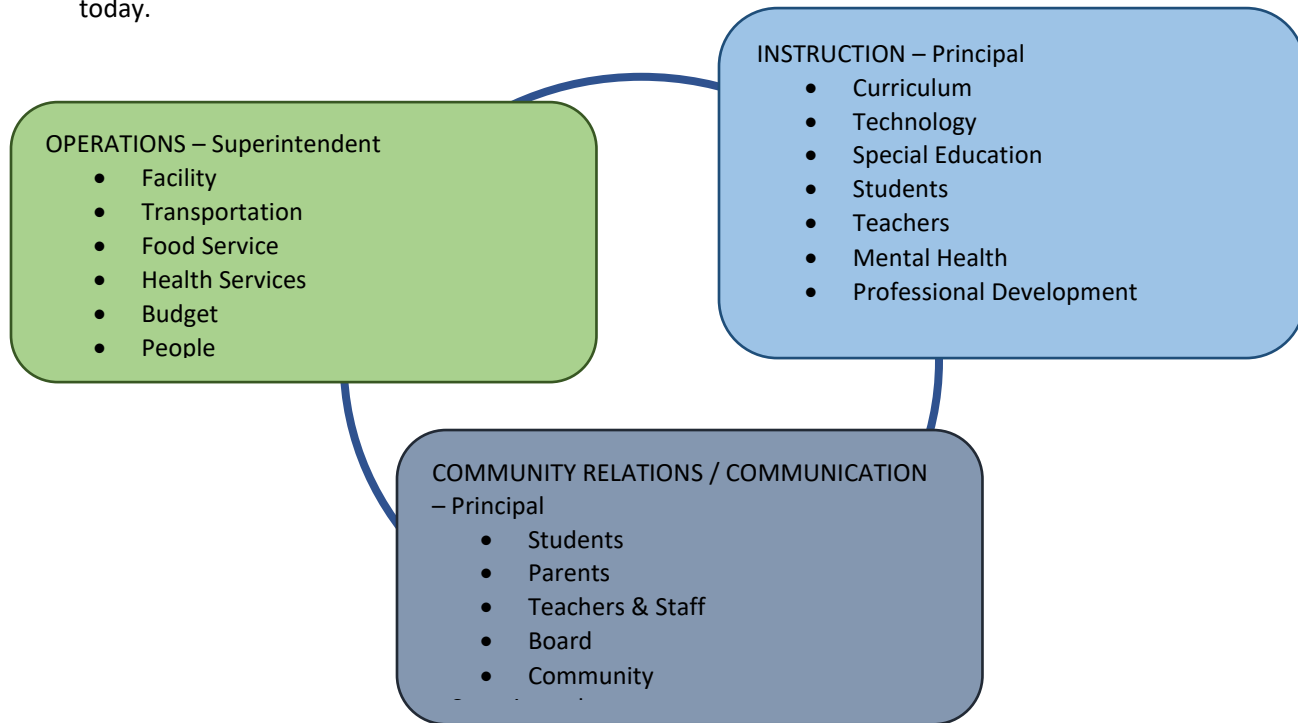 today.
OPERATIONS – Superintendent
• Facility
• Transportation
• Food Service
• Health Services
• Budget
• People
INSTRUCTION – Principal
• Curriculum
• Technology
• Special Education
• Students
• Teachers
• Mental Health
• Professional Development
COMMUNITY RELATIONS / COMMUNICATION
– Principal
• Students
• Parents
• Teachers & Staff
• Board
• Community